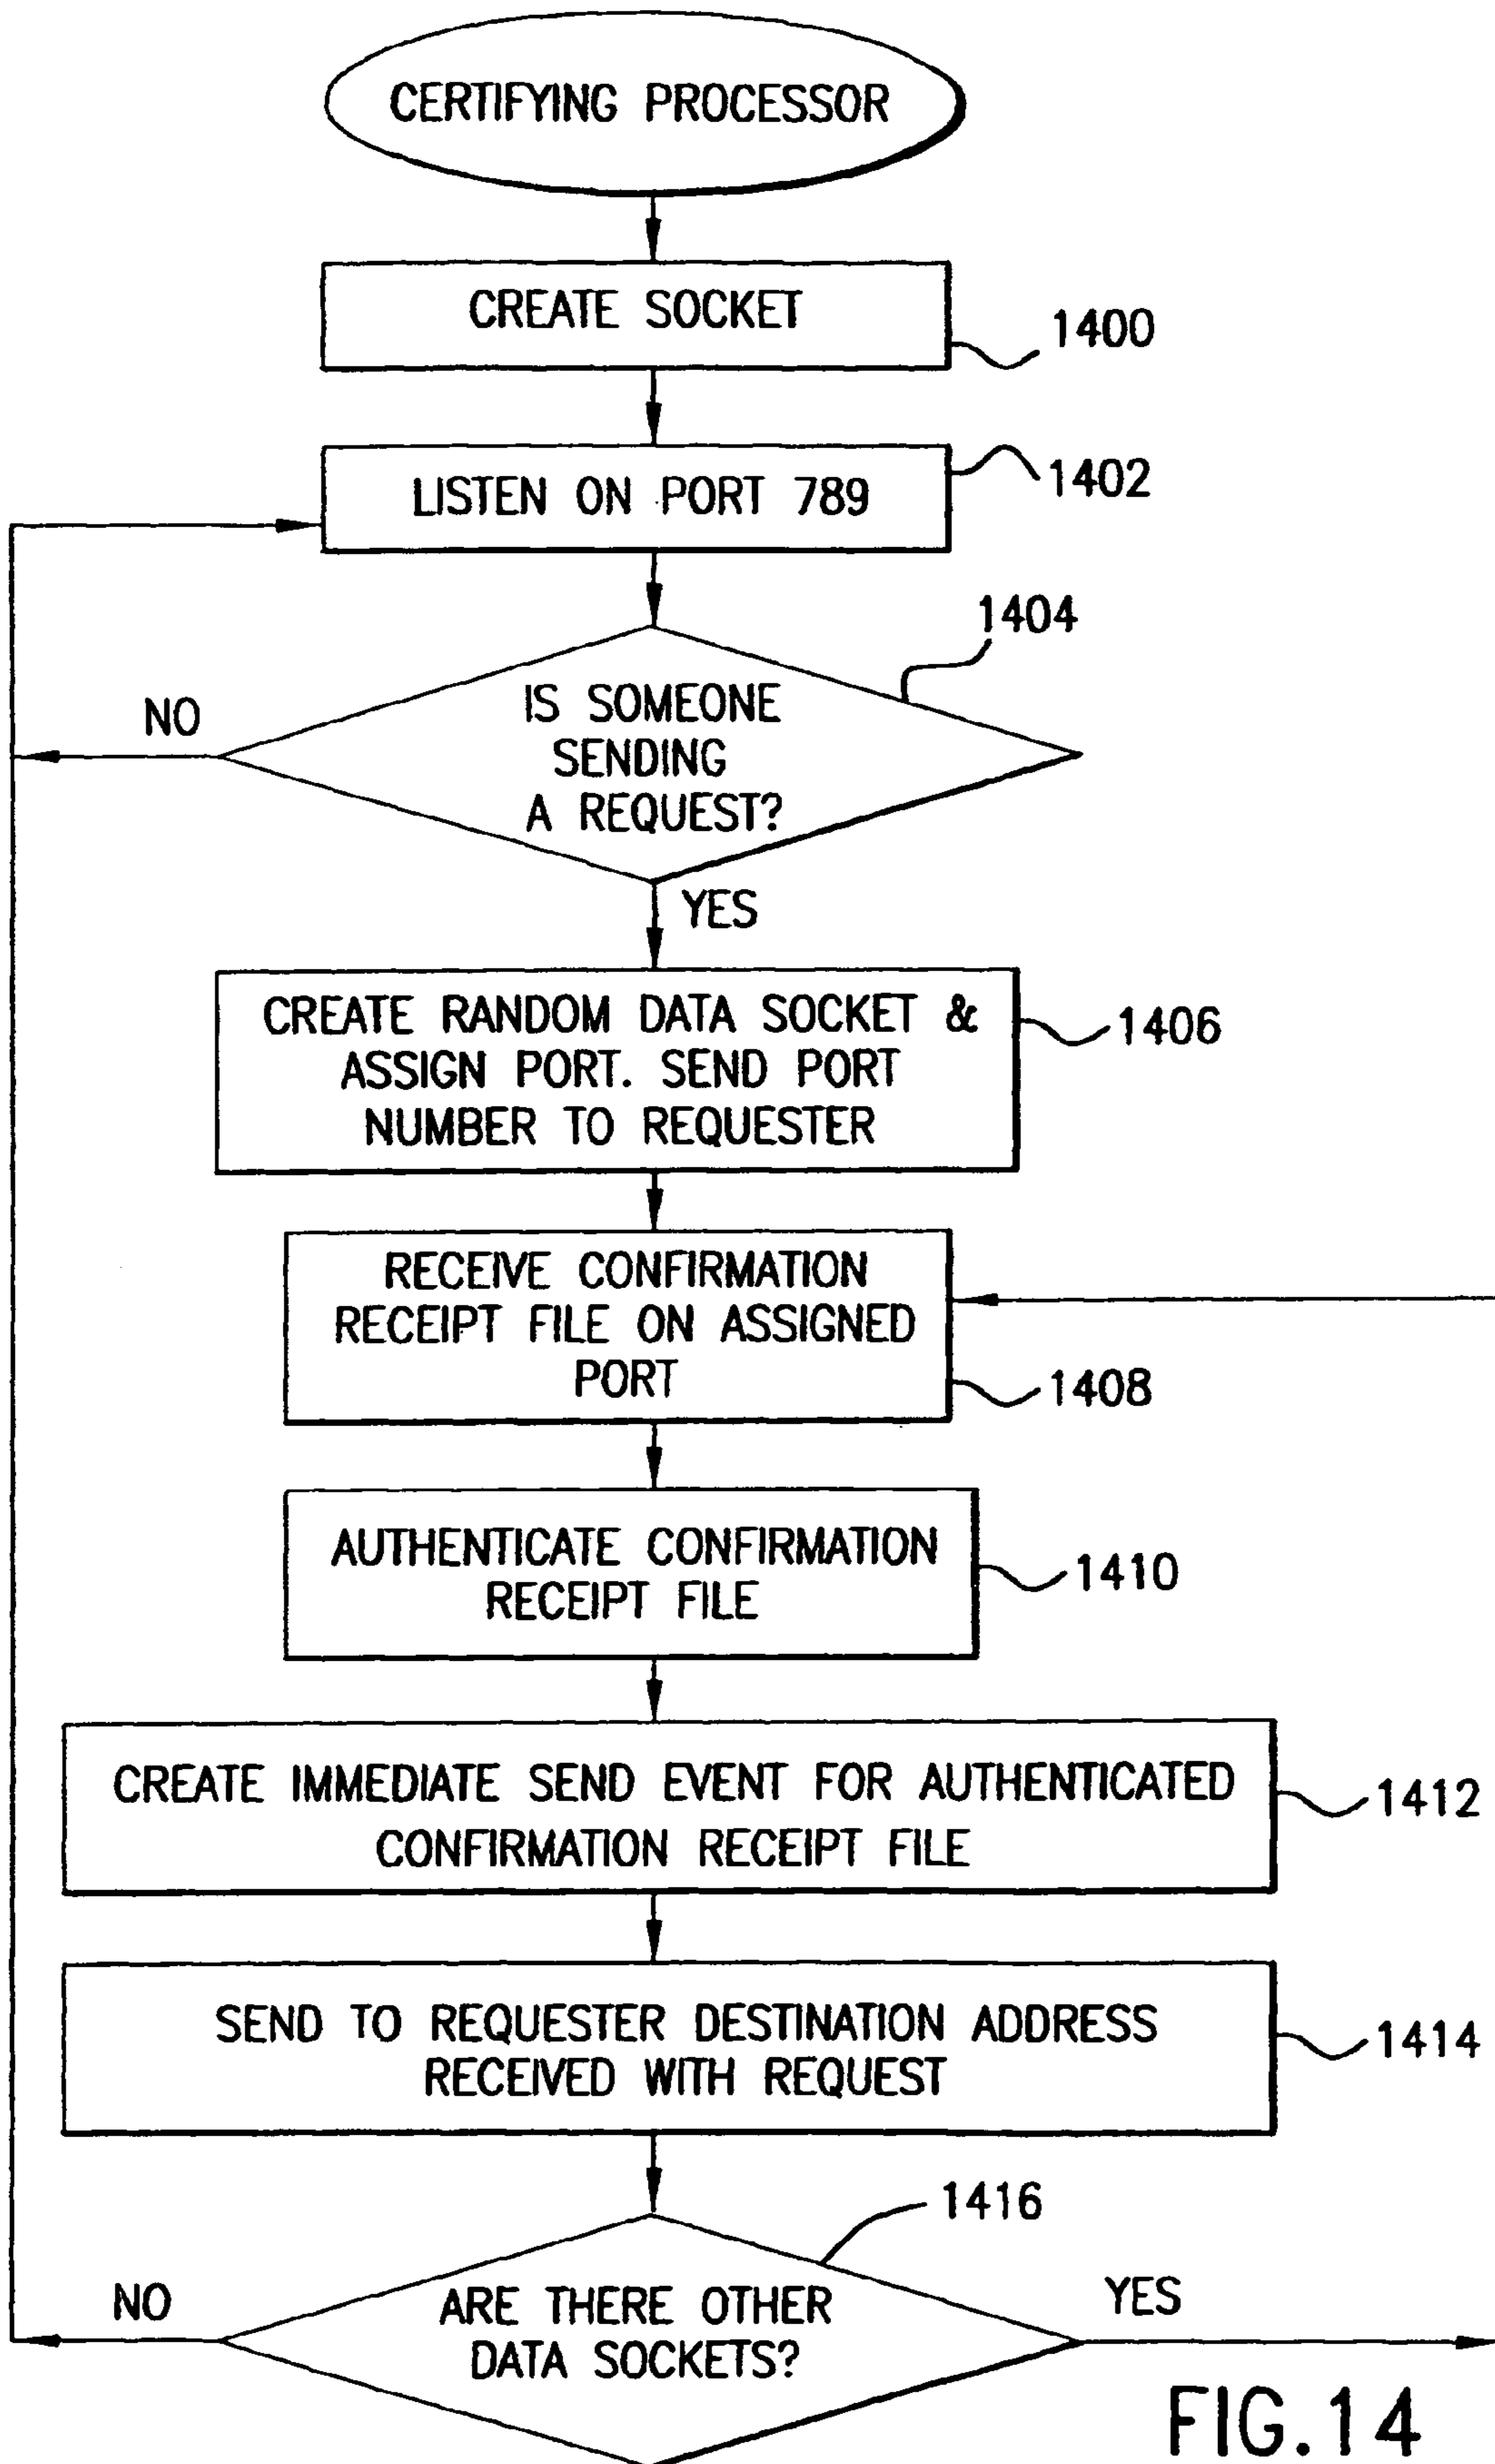 CERTIFYING PROCESSOR
CREATE SOCKET
1400
LISTEN ON PORT 789
1402
1404
IS SOMEONE
SENDING
A REQUEST?
NO
YES
CREATE RANDOM DATA SOCKET &
ASSIGN PORT. SEND PORT
NUMBER TO REQUESTER
1406
RECEIVE CONFIRMATION
RECEIPT FILE ON ASSIGNED
PORT
1408
AUTHENTICATE CONFIRMATION
RECEIPT FILE
1410
CREATE IMMEDIATE SEND EVENT FOR AUTHENTICATED
CONFIRMATION RECEIPT FILE
1412
SEND TO REQUESTER DESTINATION ADDRESS
RECEIVED WITH REQUEST
1414
1416
ARE THERE OTHER
DATA SOCKETS?
NO
YES
FIG.14